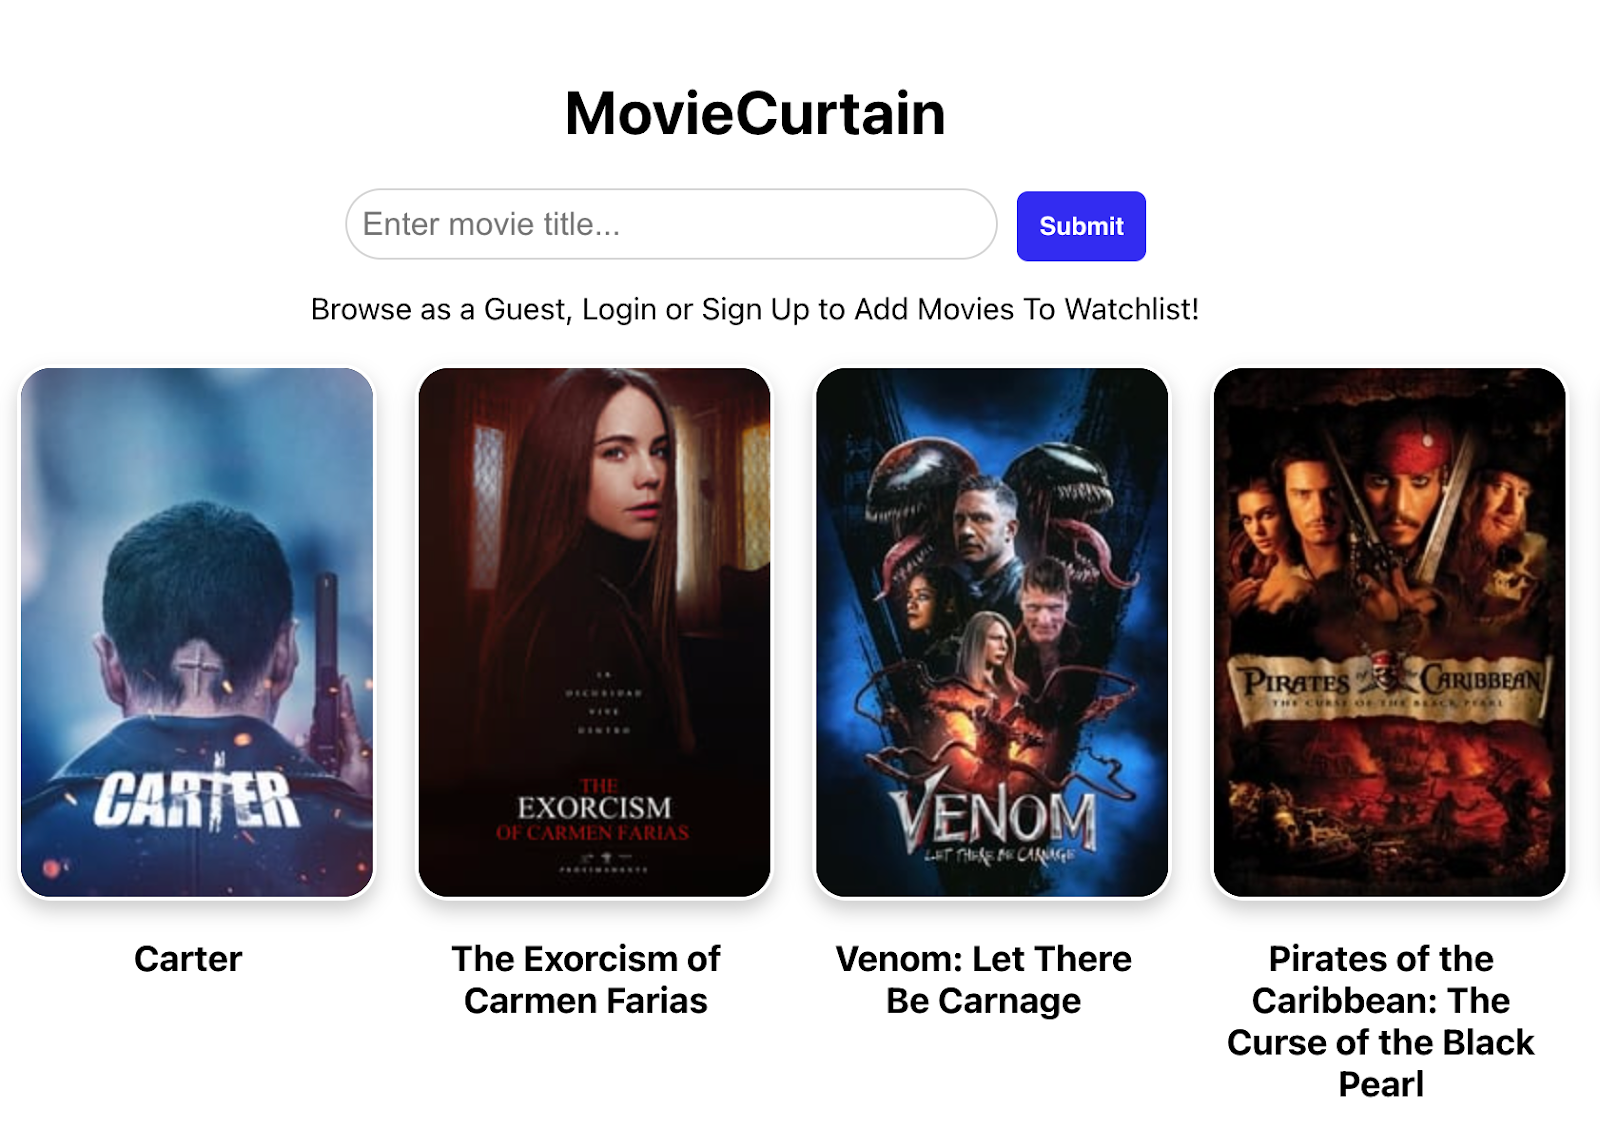 MovieCurtain
Enter movie title...
Submit
Browse as a Guest, Login or Sign Up to Add Movies To Watchlist!
CARTER
LA
OSCURIDAD
VIVE
DENTRO
THE
EXORCISM
OF CARMEN FARIAS
PROXIMAMENTE
VENOM
LET THERE BE CARNAGE
PIRATES of the CARIBBEAN
THE CURSE OF THE BLACK PEARL
Carter
The Exorcism of
Carmen Farias
Venom: Let There
Be Carnage
Pirates of the
Caribbean: The
Curse of the Black
Pearl